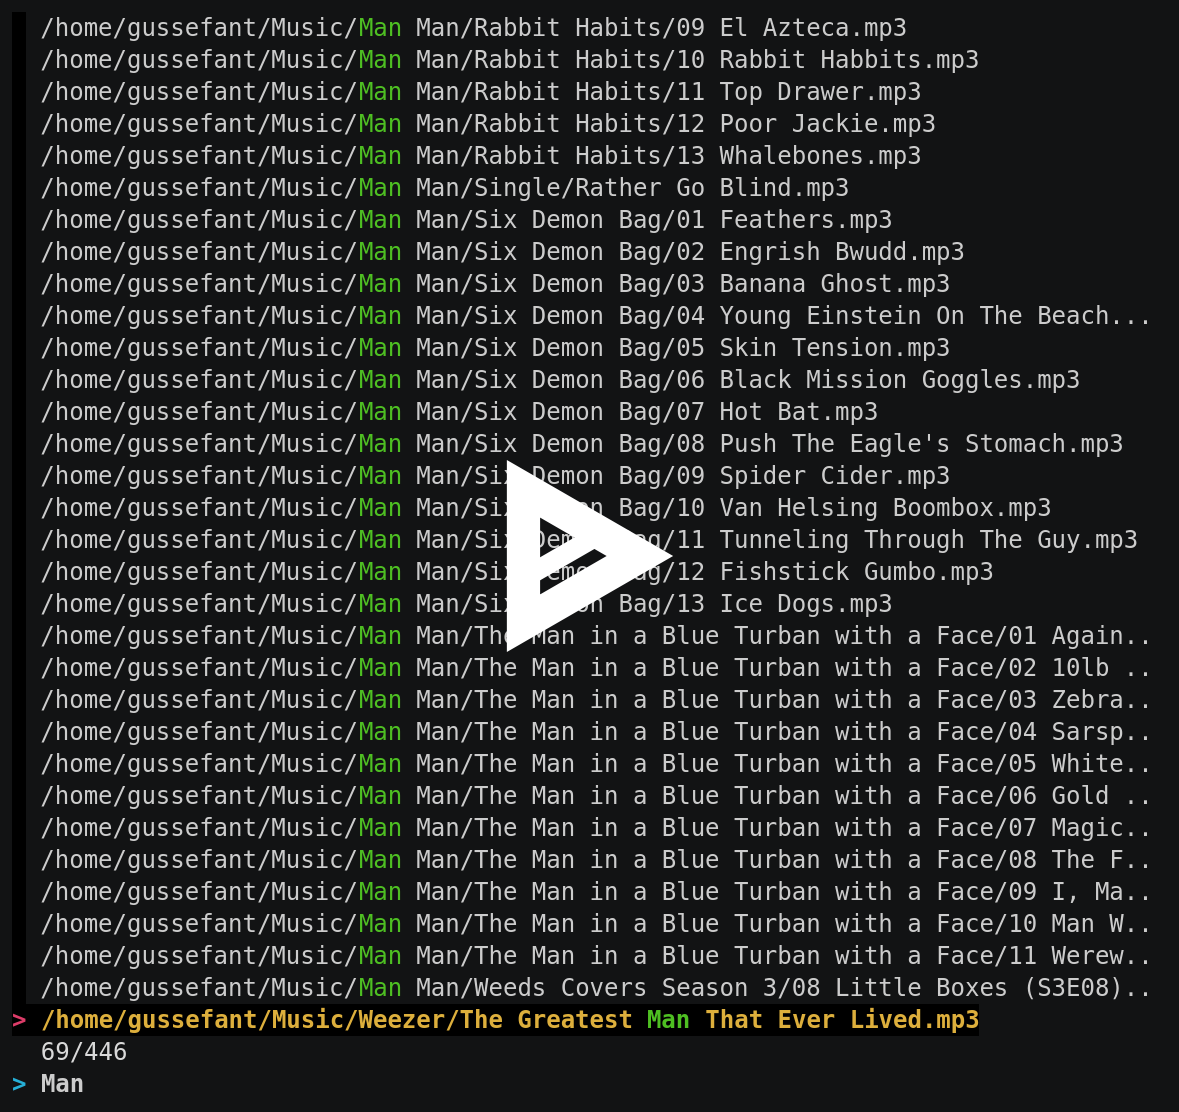 /home/gussefant/Music/Man Man/Rabbit Habits/09 El Azteca.mp3
/home/gussefant/Music/Man Man/Rabbit Habits/10 Rabbit Habbits.mp3
/home/gussefant/Music/Man Man/Rabbit Habits/11 Top Drawer.mp3
/home/gussefant/Music/Man Man/Rabbit Habits/12 Poor Jackie.mp3
/home/gussefant/Music/Man Man/Rabbit Habits/13 Whalebones.mp3
/home/gussefant/Music/Man Man/Single/Rather Go Blind.mp3
/home/gussefant/Music/Man Man/Six Demon Bag/01 Feathers.mp3
/home/gussefant/Music/Man Man/Six Demon Bag/02 Engrish Bwudd.mp3
/home/gussefant/Music/Man Man/Six Demon Bag/03 Banana Ghost.mp3
/home/gussefant/Music/Man Man/Six Demon Bag/04 Young Einstein On The Beach...
/home/gussefant/Music/Man Man/Six Demon Bag/05 Skin Tension.mp3
/home/gussefant/Music/Man Man/Six Demon Bag/06 Black Mission Goggles.mp3
/home/gussefant/Music/Man Man/Six Demon Bag/07 Hot Bat.mp3
/home/gussefant/Music/Man Man/Six Demon Bag/08 Push The Eagle's Stomach.mp3
/home/gussefant/Music/Man Man/Six Demon Bag/09 Spider Cider.mp3
/home/gussefant/Music/Man Man/Six Bag/10 Van Helsing Boombox.mp3
/home/gussefant/Music/Man Man/Six Bag/11 Tunneling Through The Guy.mp3
/home/gussefant/Music/Man Man/Six Bag/12 Fishstick Gumbo.mp3
/home/gussefant/Music/Man Man/Six Bag/13 Ice Dogs.mp3
/home/gussefant/Music/Man Man/The Man in a Blue Turban with a Face/01 Again..
/home/gussefant/Music/Man Man/The Man in a Blue Turban with a Face/02 10lb ..
/home/gussefant/Music/Man Man/The Man in a Blue Turban with a Face/03 Zebra..
/home/gussefant/Music/Man Man/The Man in a Blue Turban with a Face/04 Sarsp..
/home/gussefant/Music/Man Man/The Man in a Blue Turban with a Face/05 White..
/home/gussefant/Music/Man Man/The Man in a Blue Turban with a Face/06 Gold ..
/home/gussefant/Music/Man Man/The Man in a Blue Turban with a Face/07 Magic..
/home/gussefant/Music/Man Man/The Man in a Blue Turban with a Face/08 The F..
/home/gussefant/Music/Man Man/The Man in a Blue Turban with a Face/09 I, Ma..
/home/gussefant/Music/Man Man/The Man in a Blue Turban with a Face/10 Man W..
/home/gussefant/Music/Man Man/The Man in a Blue Turban with a Face/11 Werew..
/home/gussefant/Music/Man Man/Weeds Covers Season 3/08 Little Boxes (S3E08)..
> /home/gussefant/Music/Weezer/The Greatest Man That Ever Lived.mp3
69/446
> Man